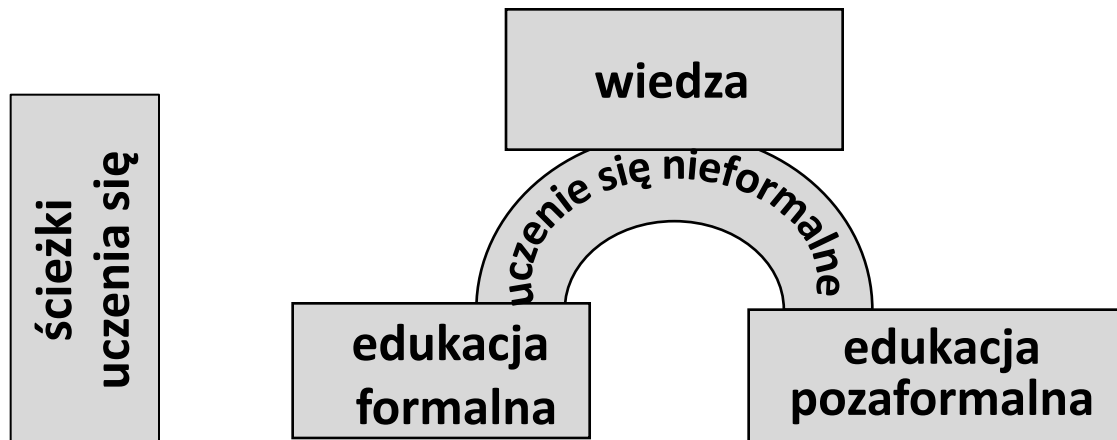 ścieżki
uczenia się
wiedza
uczenie się nieformalne
edukacja
formalna
edukacja
pozaformalna